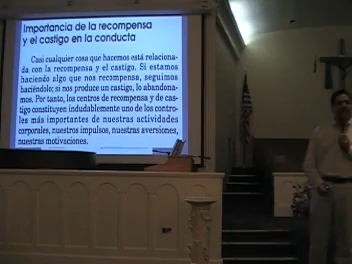 Importancia de la recompensa
y el castigo en la conducta
Casi cualquier cosa que hacemos está relaciona-
da con la recompensa y el castigo. Si estamos
haciendo algo que nos recompensa, seguimos
haciéndolo; si nos produce un castigo, lo abandona-
mos. Por tanto, los centros de recompensa y de cas-
tigo constituyen indudablemente uno de los contro-
les más importantes de nuestras actividades
corporales, nuestros impulsos, nuestras aversiones,
nuestras motivaciones.